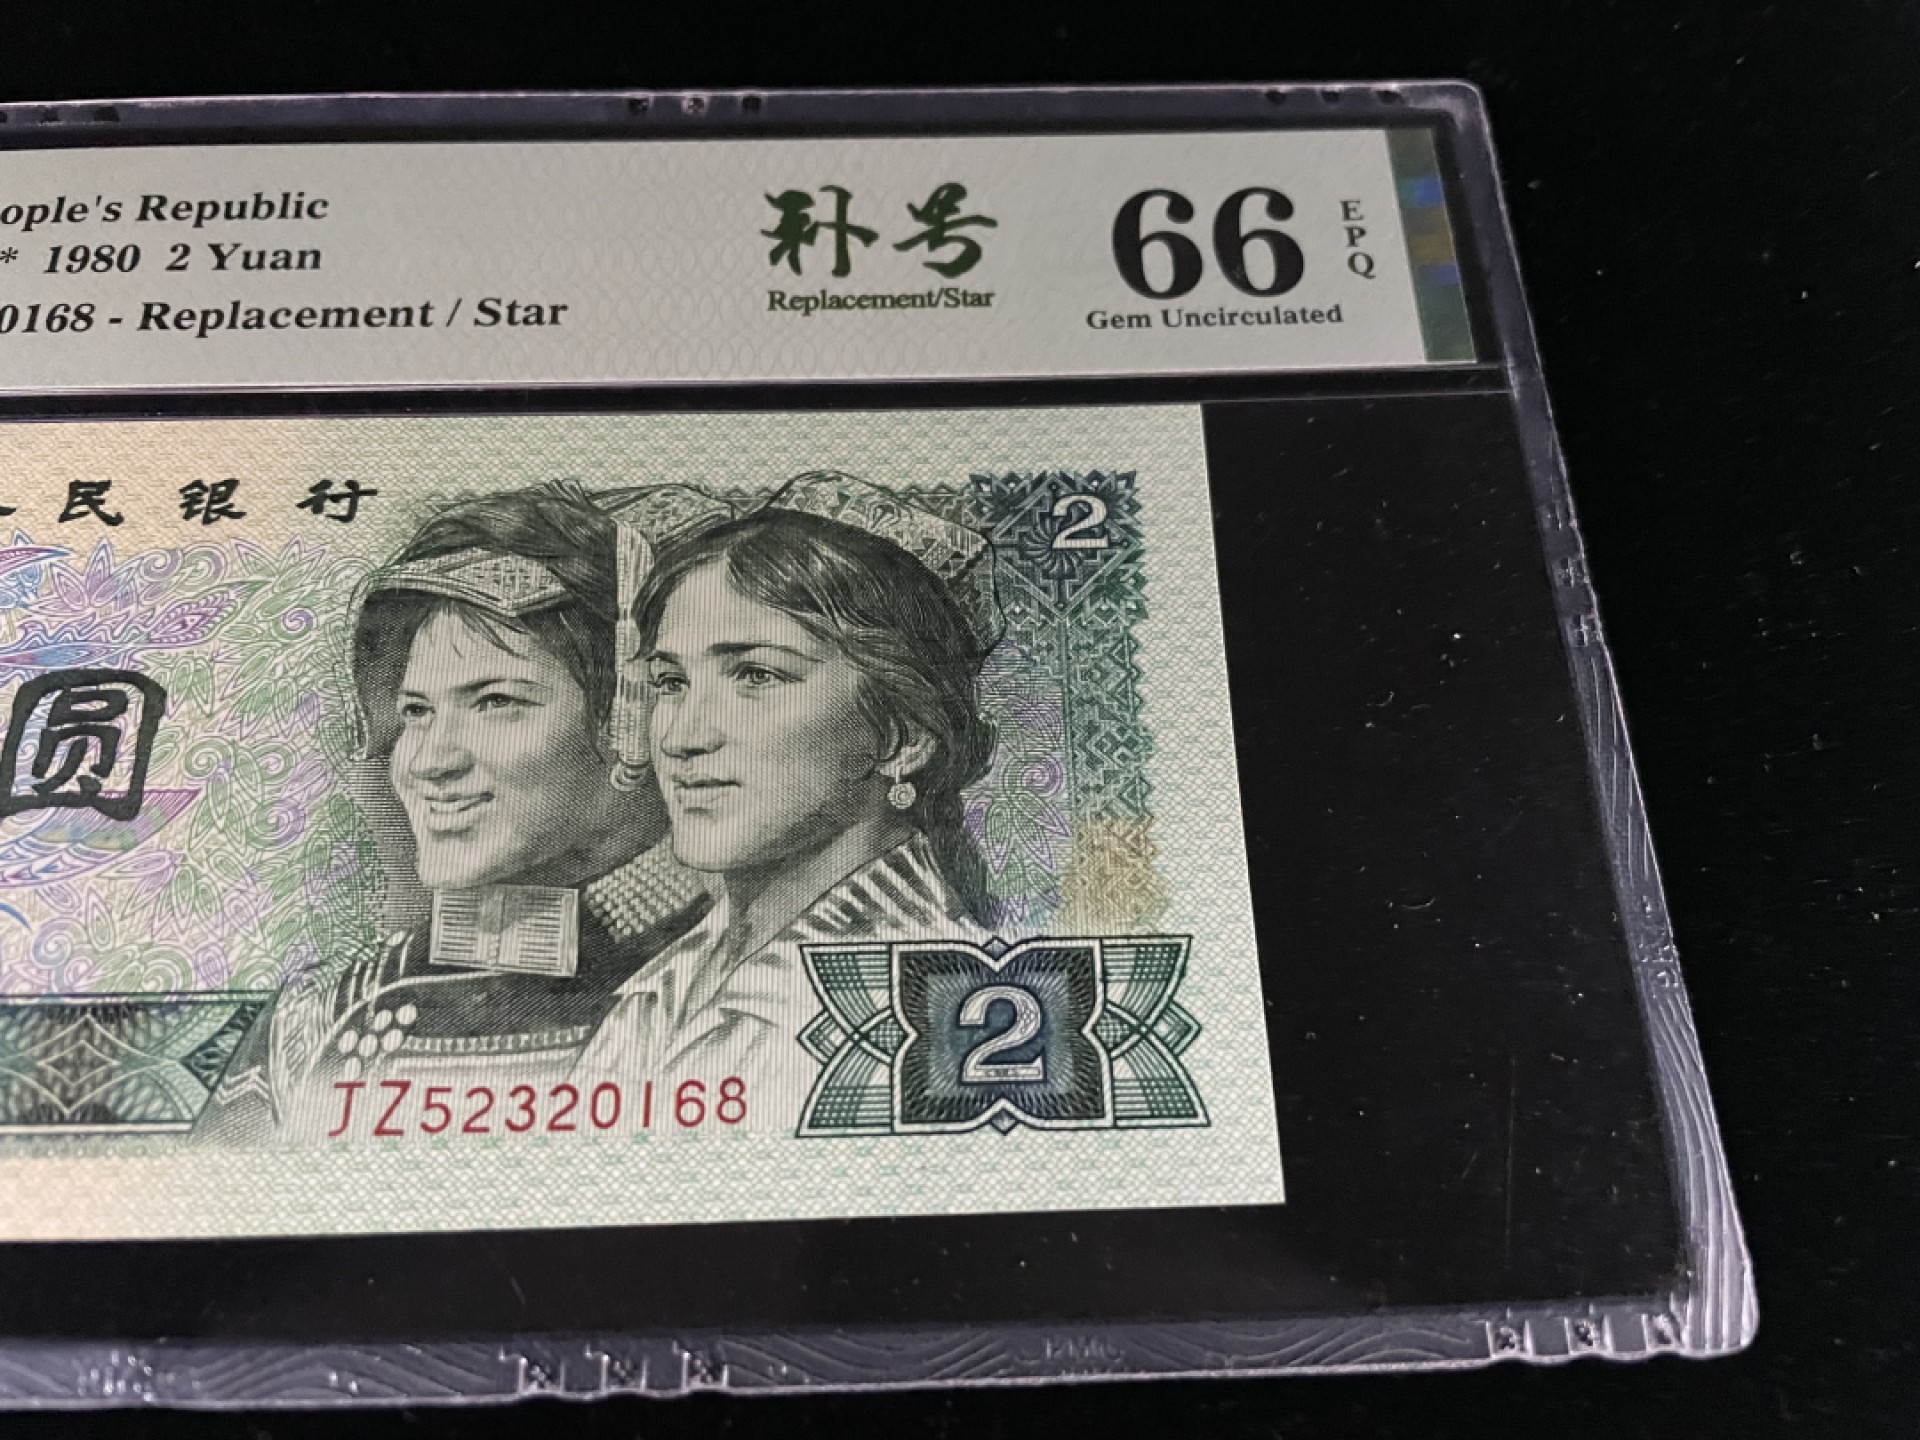 ople's Republic
* 1980 2 Yuan
0168 - Replacement / Star
补号
Replacement/Star
66
EPQ
Gem Uncirculated
民银行
2
圆
2
JZ52320168